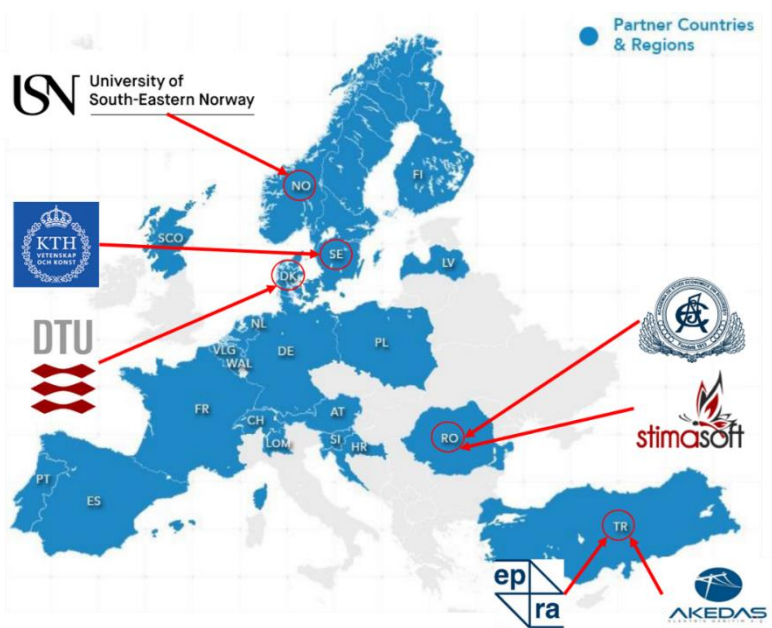 Partner Countries
& Regions
USN University of
South-Eastern Norway
NO
FI
KTH
VETENSKAP
OCH KONST
SCO
SE
LV
DK
DTU
NL
VLG
WAL
DE
PL
FR
CH
AT
LOM
SI
HR
RO
stimasoft
PT
ES
TR
ep
ra
AKEDAS